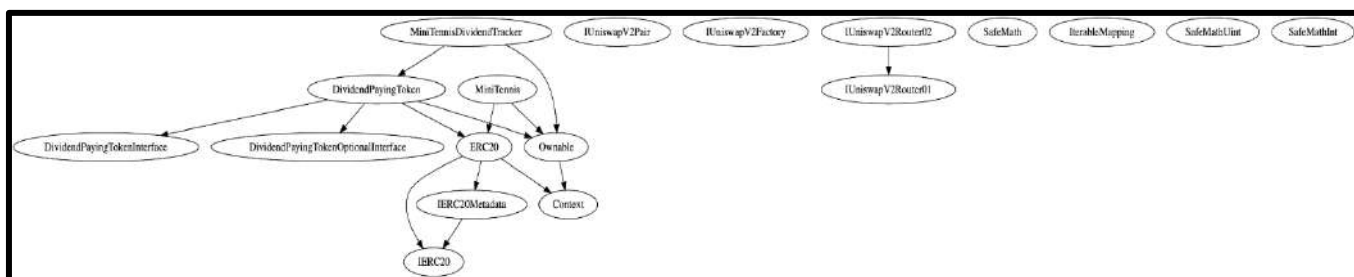 MiniTennisDividendTracker IUniswapV2Pair IUniswapV2Factory IUniswapV2Router02 SafeMath IterableMapping SafeMathUint SafeMathInt
DividendPayingToken MiniTennis IUniswapV2Router01
DividendPayingTokenInterface DividendPayingTokenOptionalInterface ERC20 Ownable
IERC20Metadata Context
IERC20